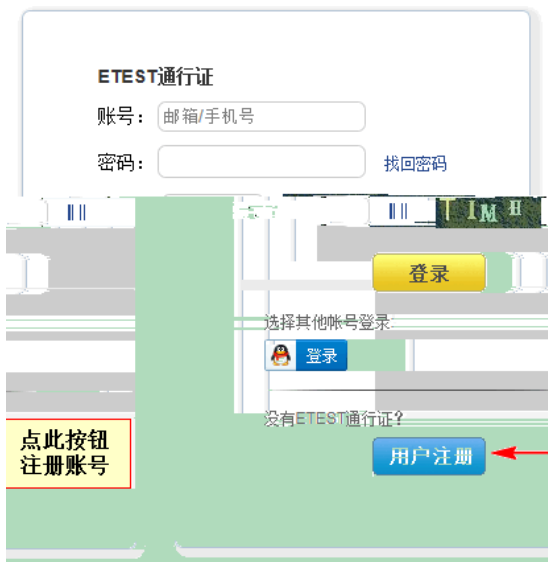 ETEST通行证
账号：邮箱/手机号
密码：找回密码
TIMH
登录
选择其他帐号登录:
登录
没有ETEST通行证？
点此按钮
注册账号
用户注册